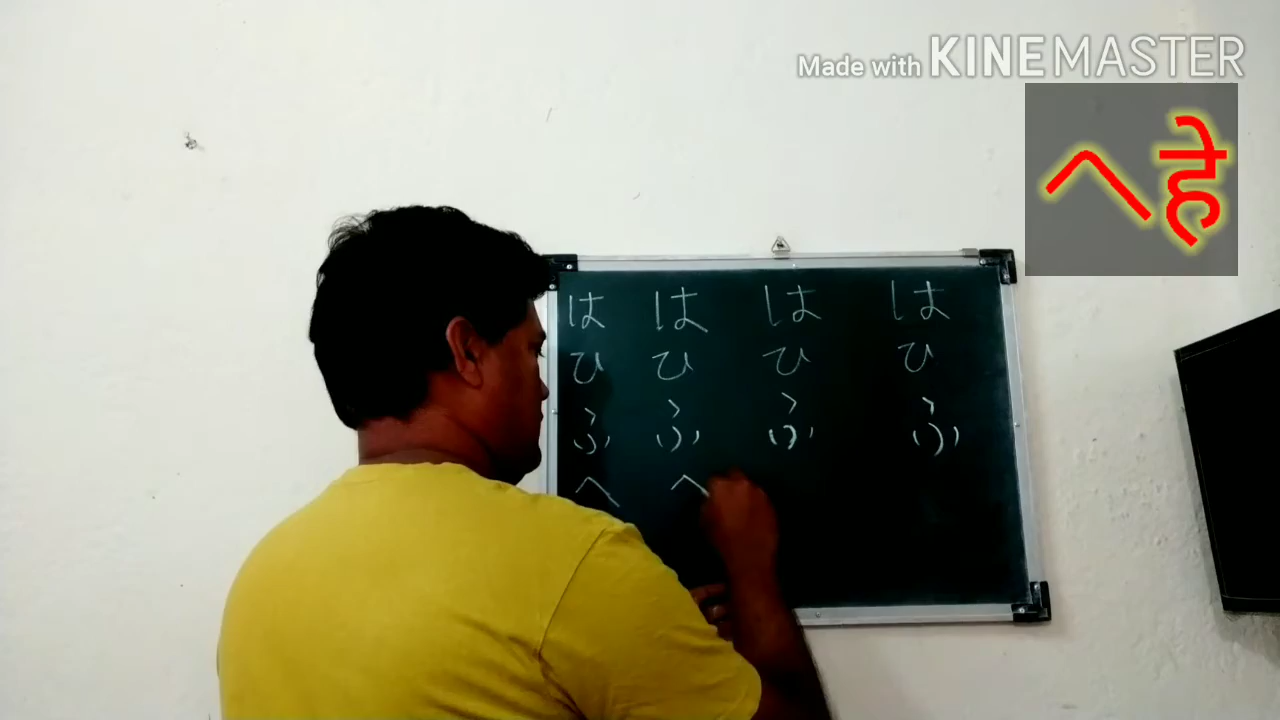 Made with KINEMASTER
へ हे
は は は は
ひ ひ ひ ひ
ふ ふ ふ ふ
へ へ